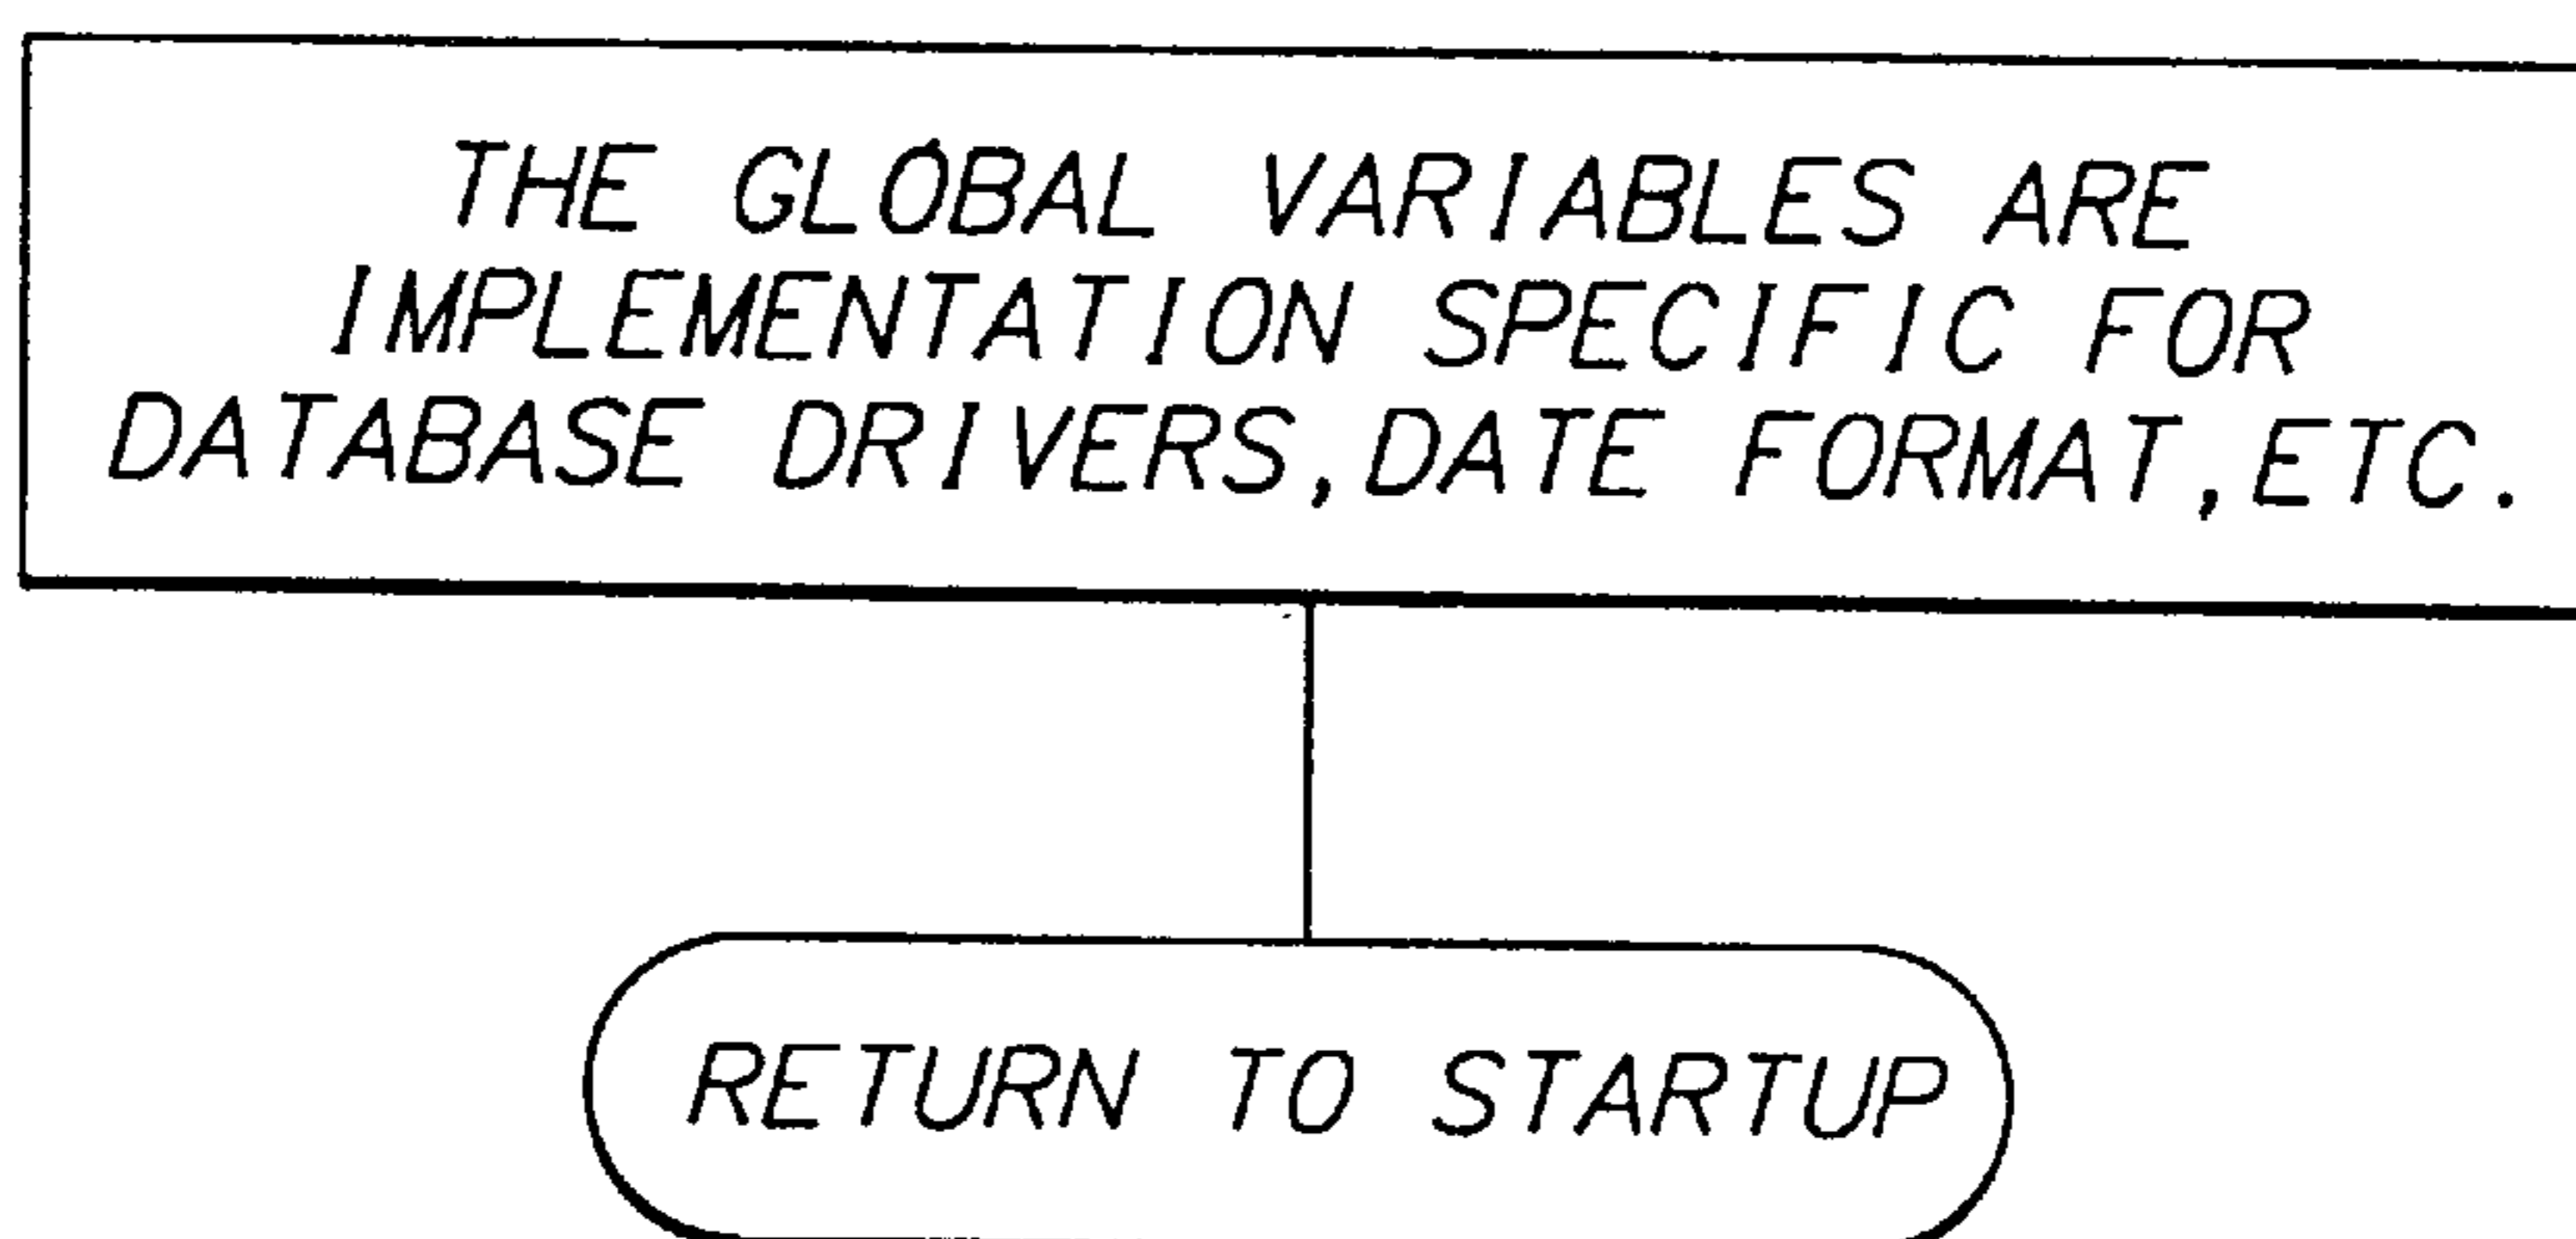 THE GLOBAL VARIABLES ARE
IMPLEMENTATION SPECIFIC FOR
DATABASE DRIVERS,DATE FORMAT,ETC.
RETURN TO STARTUP